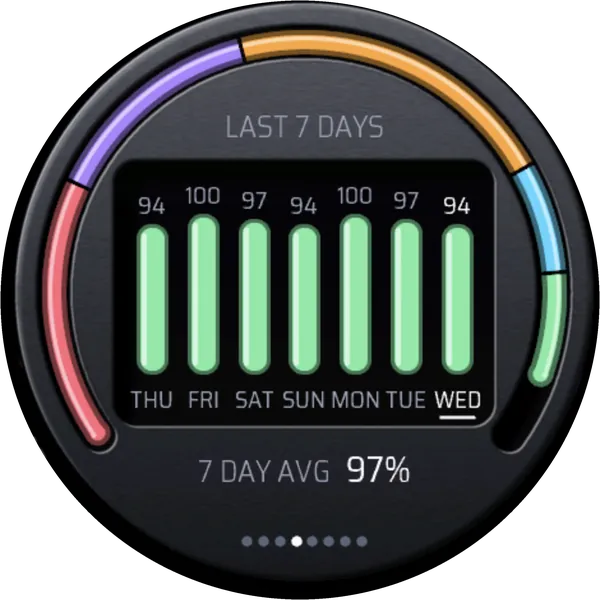 LAST 7 DAYS
94 100 97 94 100 97 94
THU FRI SAT SUN MON TUE WED
7 DAY AVG 97%